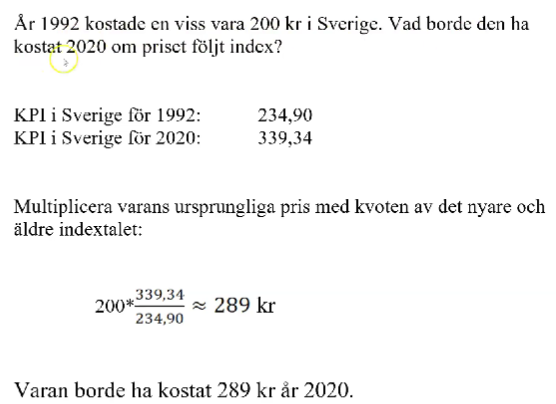 År 1992 kostade en viss vara 200 kr i Sverige. Vad borde den ha
kostat 2020 om priset följt index?
KPI i Sverige för 1992: 234,90
KPI i Sverige för 2020: 339,34
Multiplicera varans ursprungliga pris med kvoten av det nyare och
äldre indextalet:
200*339,34/234,90 ≈ 289 kr
Varan borde ha kostat 289 kr år 2020.